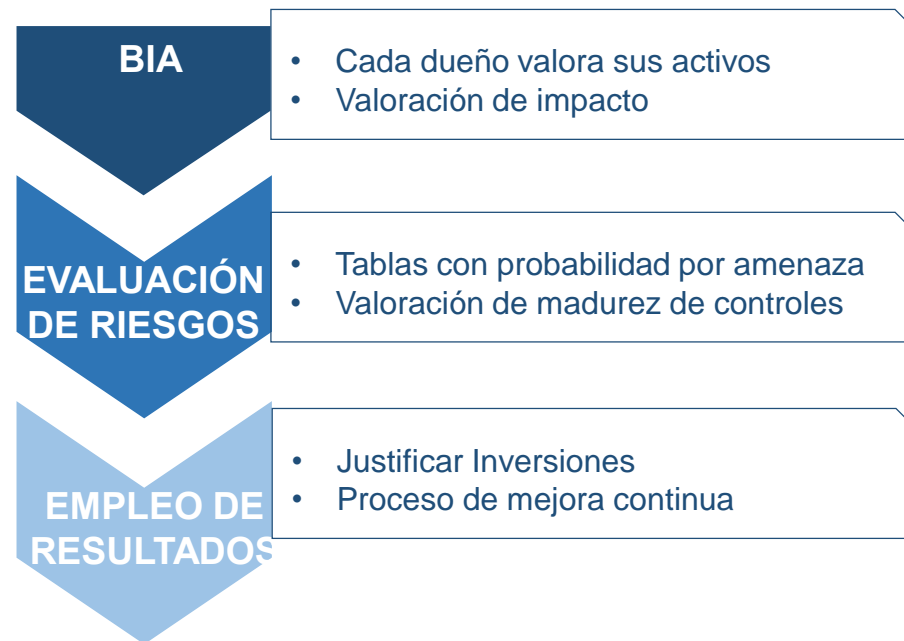 BIA
• Cada dueño valora sus activos
• Valoración de impacto
EVALUACIÓN
DE RIESGOS
• Tablas con probabilidad por amenaza
• Valoración de madurez de controles
EMPLEO DE
RESULTADOS
• Justificar Inversiones
• Proceso de mejora continua